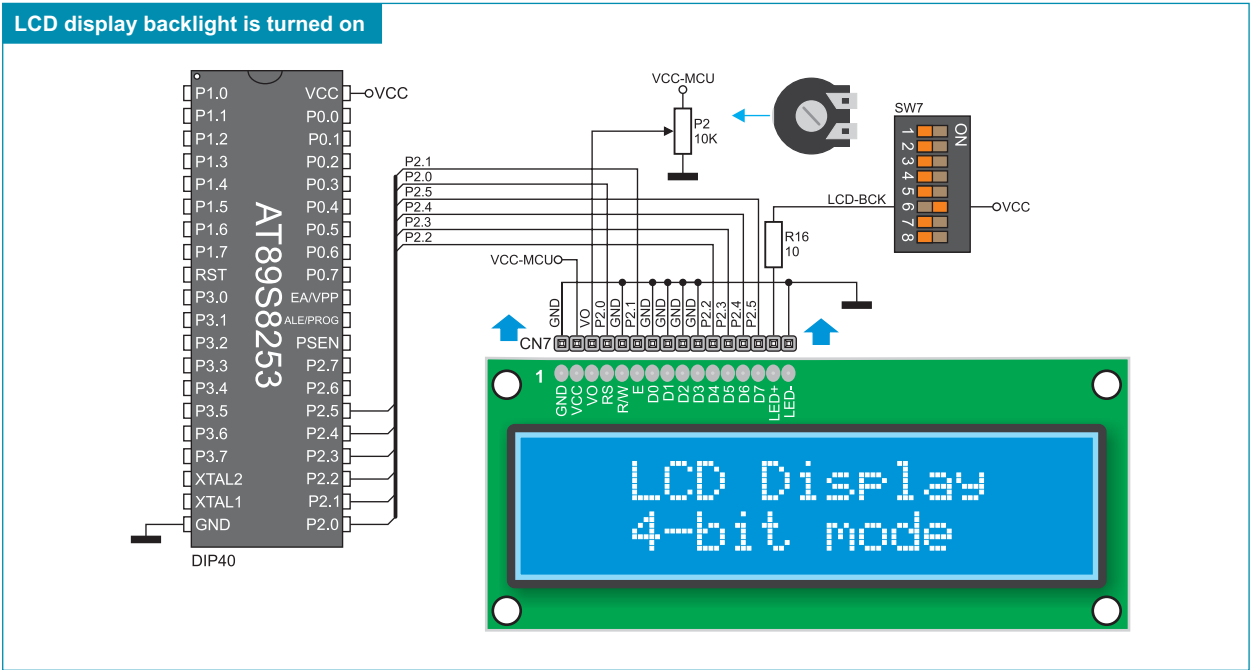 LCD display backlight is turned on
P1.0
P1.1
P1.2
P1.3
P1.4
P1.5
P1.6
P1.7
RST
P3.0
P3.1
P3.2
P3.3
P3.4
P3.5
P3.6
P3.7
XTAL2
XTAL1
GND
AT89S8253
VCC
P0.0
P0.1
P0.2
P0.3
P0.4
P0.5
P0.6
P0.7
EA/VPP
ALE/PROG
PSEN
P2.7
P2.6
P2.5
P2.4
P2.3
P2.2
P2.1
P2.0
DIP40
VCC
P2.1
P2.0
P2.5
P2.4
P2.3
P2.2
VCC-MCU
P2
10K
SW7
ON
1
2
3
4
5
6
7
8
LCD-BCK
VCC
R16
10
VCC-MCU
GND
VO
P2.0
GND
P2.1
GND
GND
GND
GND
P2.2
P2.3
P2.4
P2.5
CN7
1
GND
VCC
VO
RS
R/W
E
D0
D1
D2
D3
D4
D5
D6
D7
LED+
LED-
LCD Display
4-bit mode